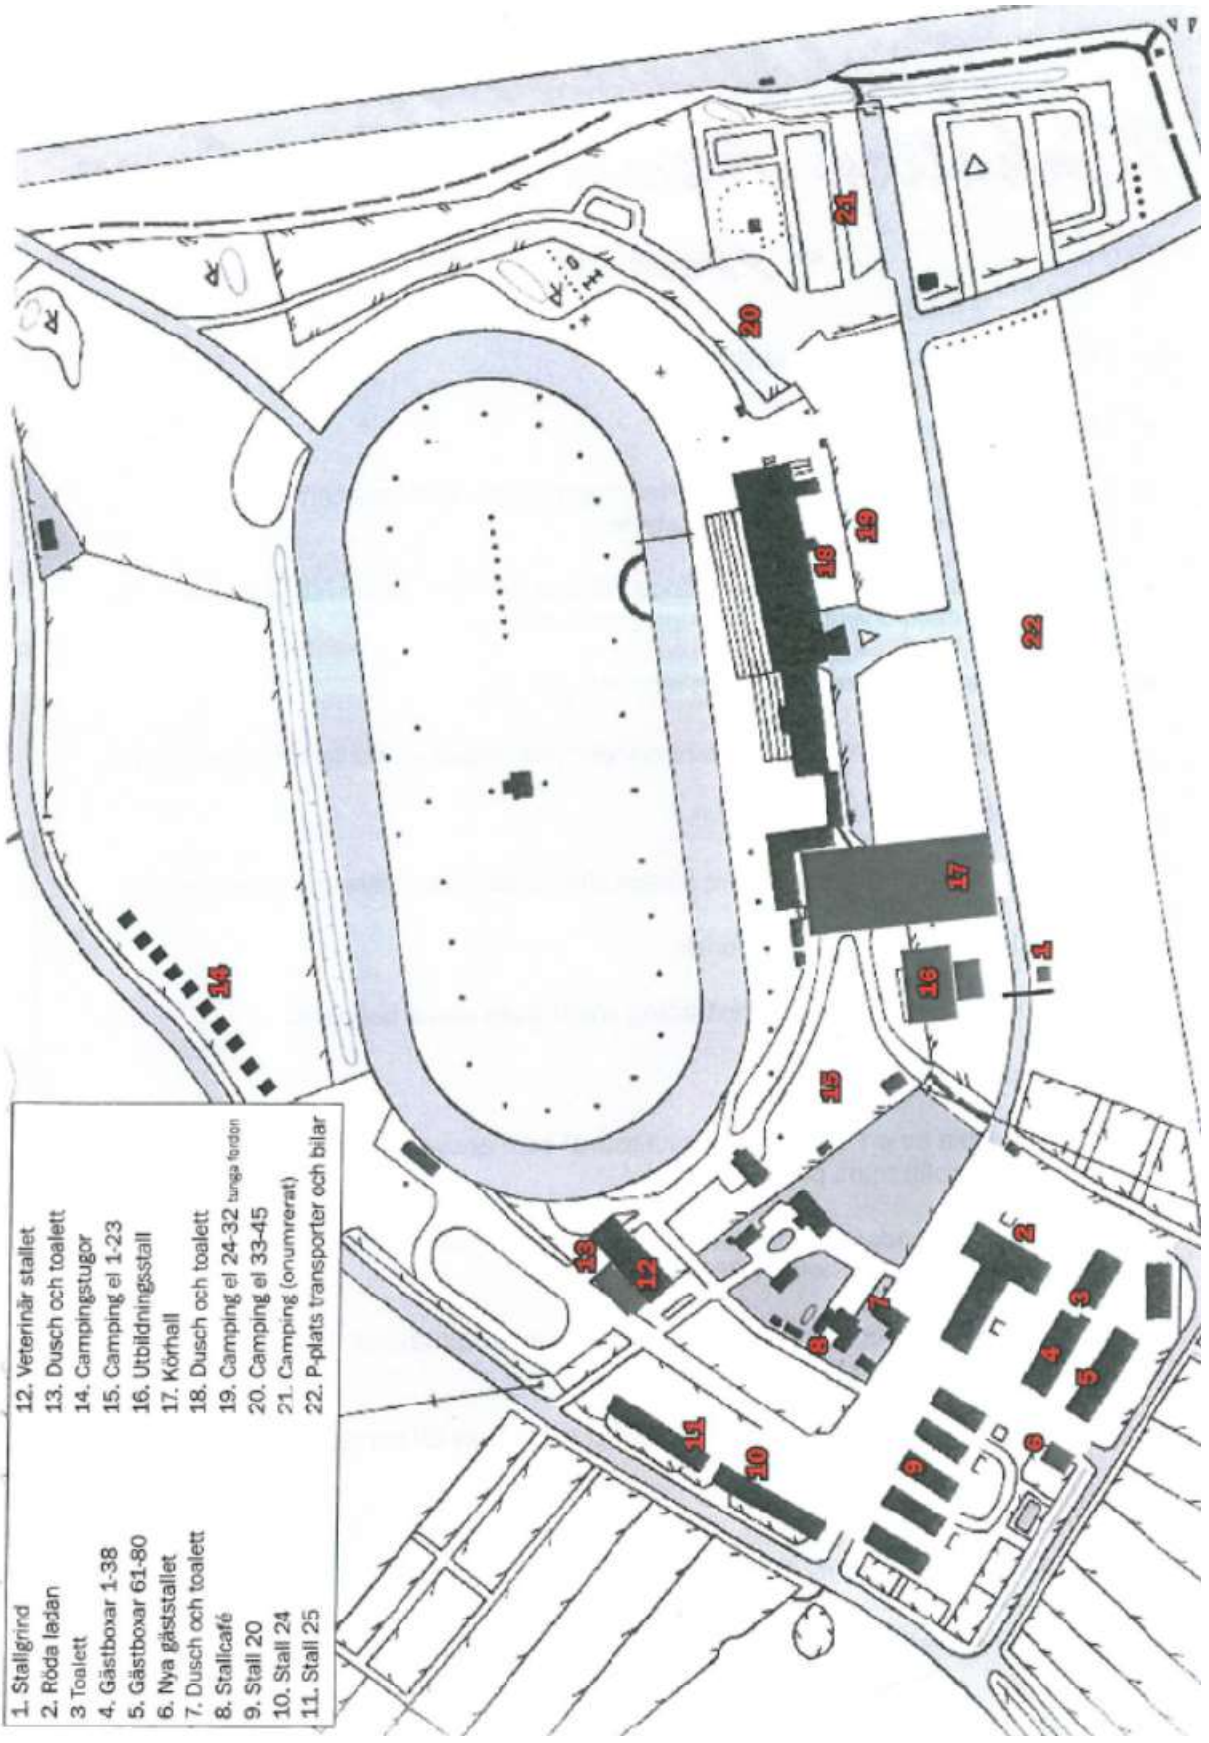 1. Stallgrind
2. Röda ladan
3 Toalett
4. Gästboxar 1-38
5. Gästboxar 61-80
6. Nya gäststallet
7. Dusch och toalett
8. Stallcafé
9. Stall 20
10. Stall 24
11. Stall 25
12. Veterinär stallet
13. Dusch och toalett
14. Campingstugor
15. Camping el 1-23
16. Utbildningsstall
17. Körhall
18. Dusch och toalett
19. Camping el 24-32 tunga fordon
20. Camping el 33-45
21. Camping (onumrerat)
22. P-plats transporter och bilar
14
13
12
11
10
9
8
7
6
5
4
3
2
15
16
1
17
18
19
22
20
21